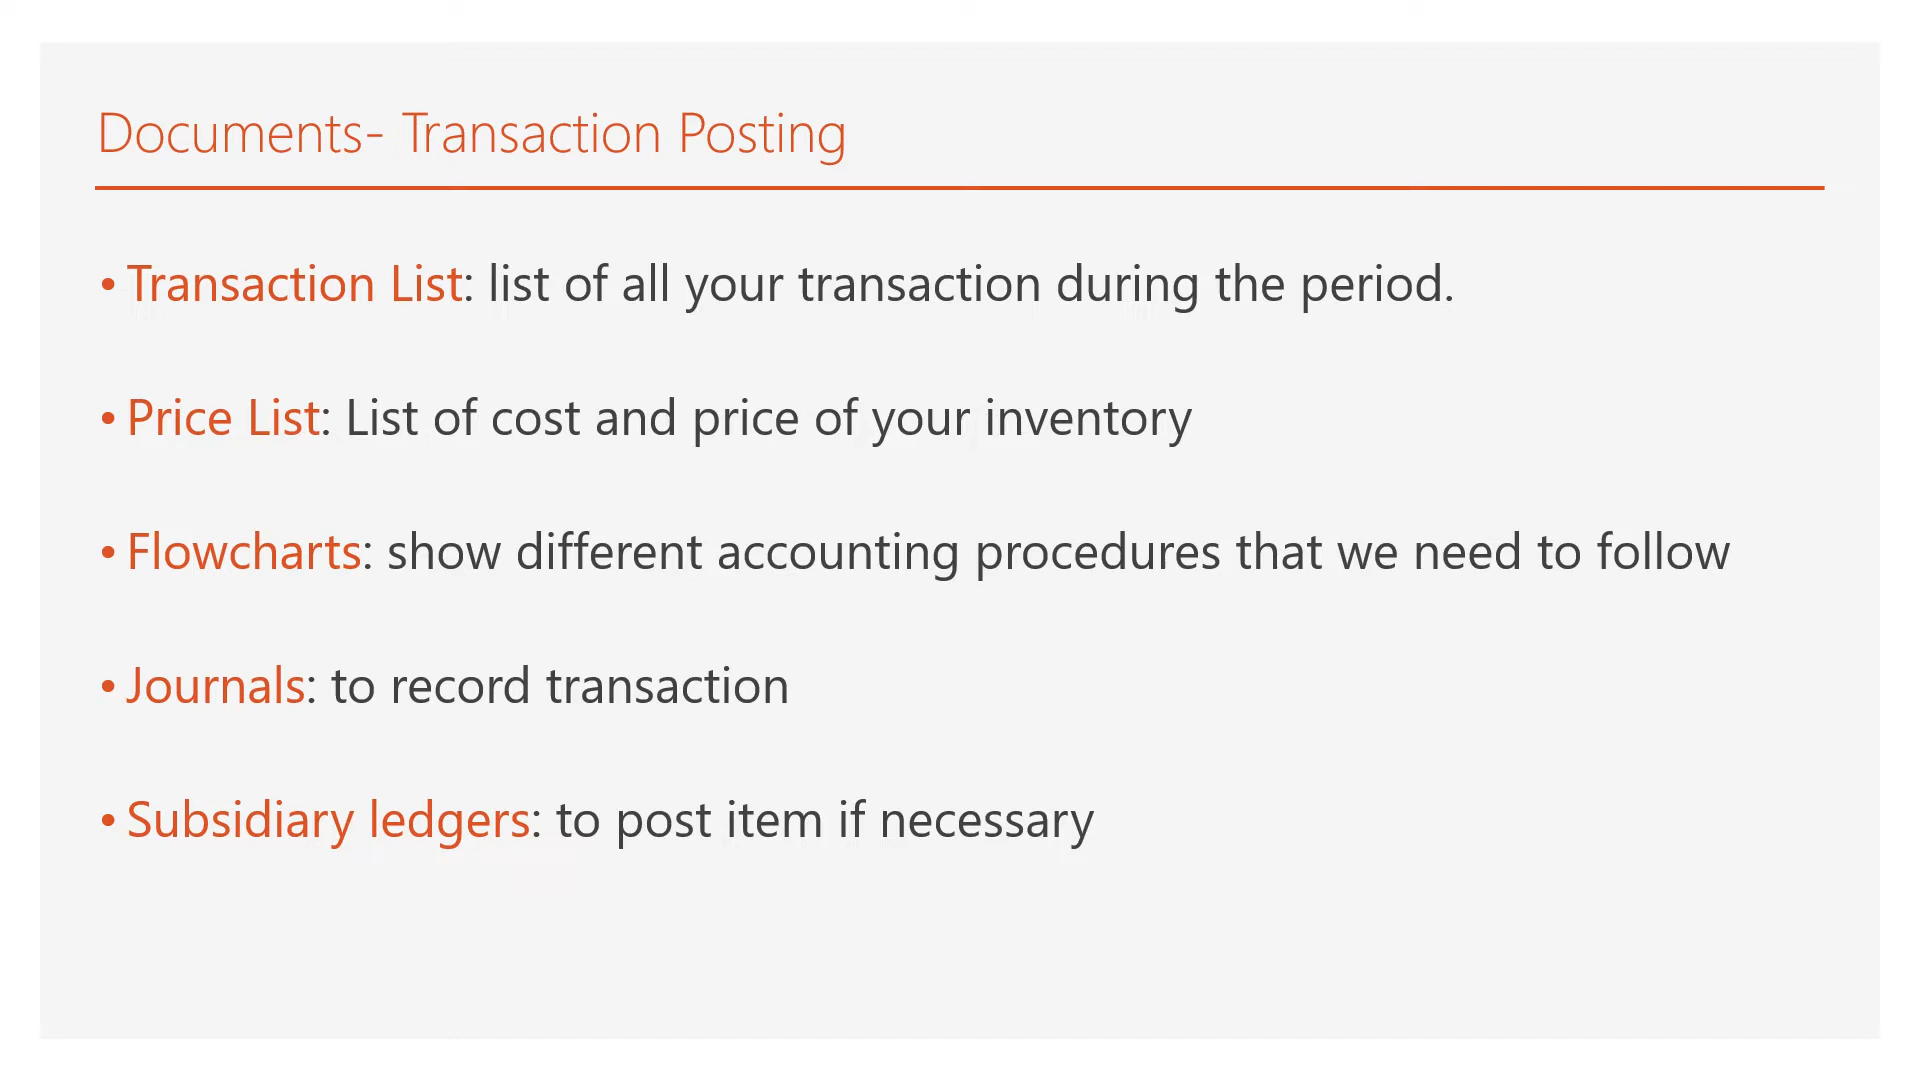 Documents- Transaction Posting
• Transaction List: list of all your transaction during the period.
• Price List: List of cost and price of your inventory
• Flowcharts: show different accounting procedures that we need to follow
• Journals: to record transaction
• Subsidiary ledgers: to post item if necessary